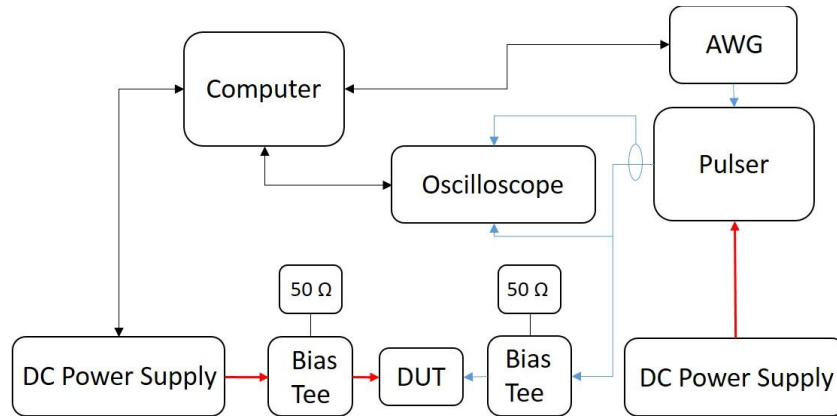 AWG
Computer
Pulser
Oscilloscope
50 Ω
50 Ω
DC Power Supply
Bias
Tee
DUT
Bias
Tee
DC Power Supply